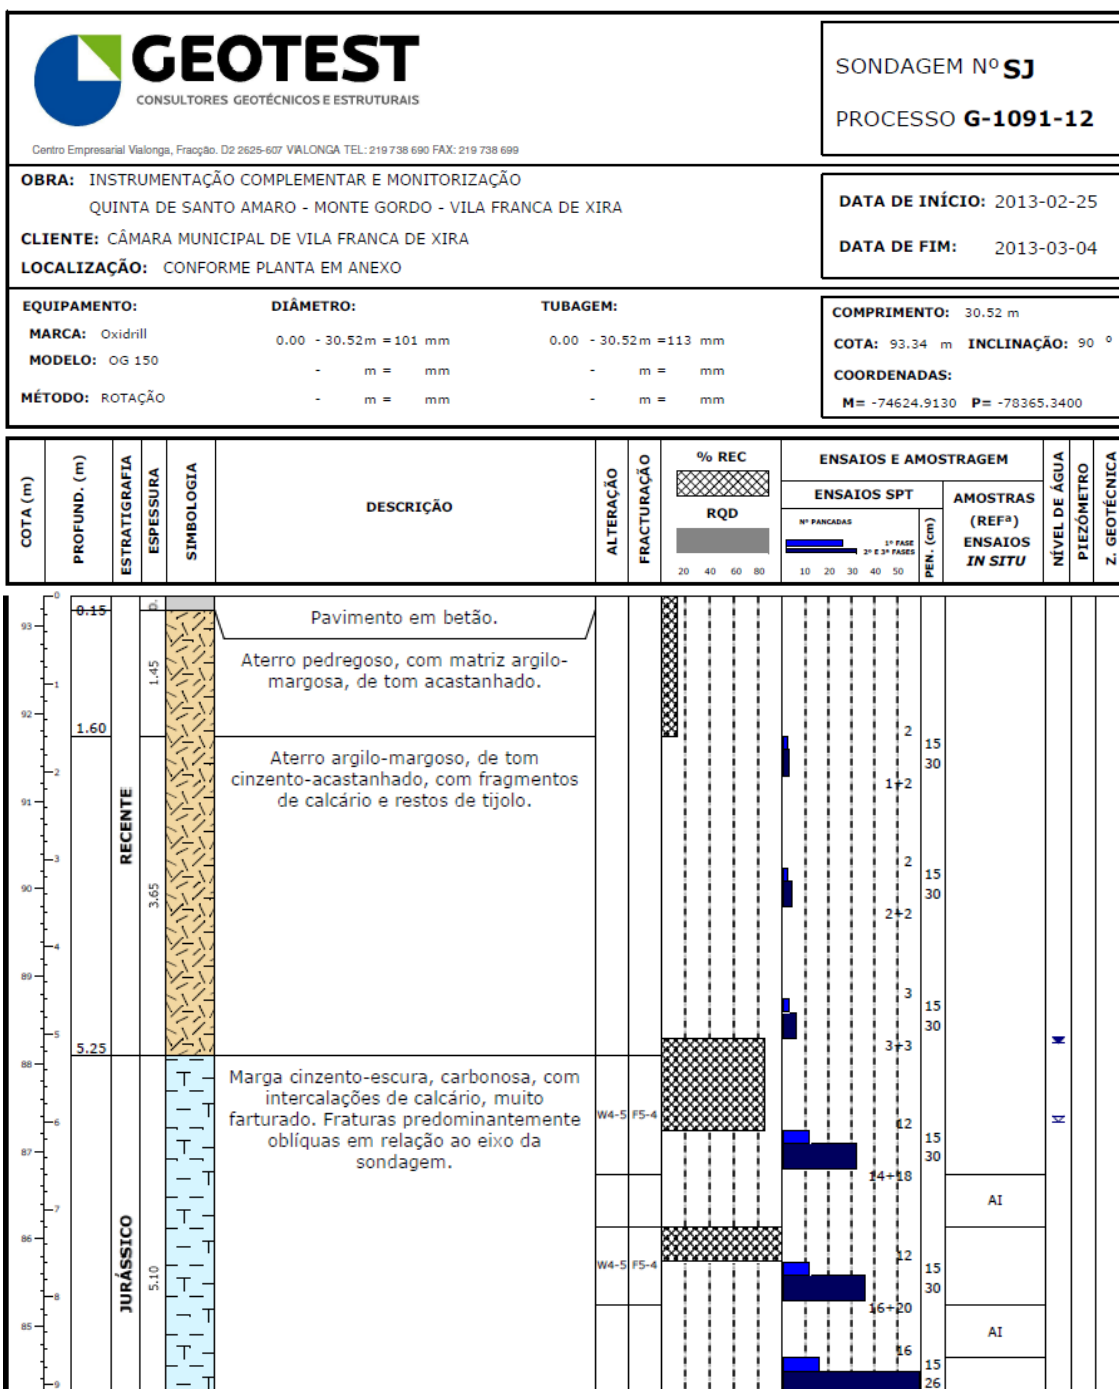 GEOTEST
CONSULTORES GEOTÉCNICOS E ESTRUTURAIS
Centro Empresarial Vialonga, Fracção. D2 2625-607 VIALONGA TEL: 219 738 690 FAX: 219 738 699
SONDAGEM Nº SJ
PROCESSO G-1091-12
OBRA: INSTRUMENTAÇÃO COMPLEMENTAR E MONITORIZAÇÃO
QUINTA DE SANTO AMARO - MONTE GORDO - VILA FRANCA DE XIRA
CLIENTE: CÂMARA MUNICIPAL DE VILA FRANCA DE XIRA
LOCALIZAÇÃO: CONFORME PLANTA EM ANEXO
DATA DE INÍCIO: 2013-02-25
DATA DE FIM: 2013-03-04
EQUIPAMENTO:
MARCA: Oxidrill
MODELO: OG 150
MÉTODO: ROTAÇÃO
DIÂMETRO:
0.00 - 30.52m =101 mm
- m = mm
- m = mm
TUBAGEM:
0.00 - 30.52m =113 mm
- m = mm
- m = mm
COMPRIMENTO: 30.52 m
COTA: 93.34 m INCLINAÇÃO: 90 º
COORDENADAS:
M= -74624.9130 P= -78365.3400
COTA (m)
PROFUND. (m)
ESTRATIGRAFIA
ESPESSURA
SIMBOLOGIA
DESCRIÇÃO
ALTERAÇÃO
FRACTURAÇÃO
% REC
RQD
20 40 60 80
ENSAIOS E AMOSTRAGEM
ENSAIOS SPT
Nº PANCADAS
1ª FASE
2ª E 3ª FASES
10 20 30 40 50
PEN. (cm)
AMOSTRAS
(REFª)
ENSAIOS
IN SITU
NÍVEL DE ÁGUA
PIEZÓMETRO
Z. GEOTÉCNICA
93
92
91
90
89
88
87
86
85
0
1
2
3
4
5
6
7
8
9
0.15
1.60
5.25
RECENTE
JURÁSSICO
0.
1.45
3.65
5.10
Pavimento em betão.
Aterro pedregoso, com matriz argilo-
margosa, de tom acastanhado.
Aterro argilo-margoso, de tom
cinzento-acastanhado, com fragmentos
de calcário e restos de tijolo.
Marga cinzento-escura, carbonosa, com
intercalações de calcário, muito
farturado. Fraturas predominantemente
oblíquas em relação ao eixo da
sondagem.
W4-5 F5-4
W4-5 F5-4
2
15
30
1+2
2
15
30
2+2
3
15
30
3+3
12
15
30
14+18
AI
12
15
30
16+20
AI
16
15
26